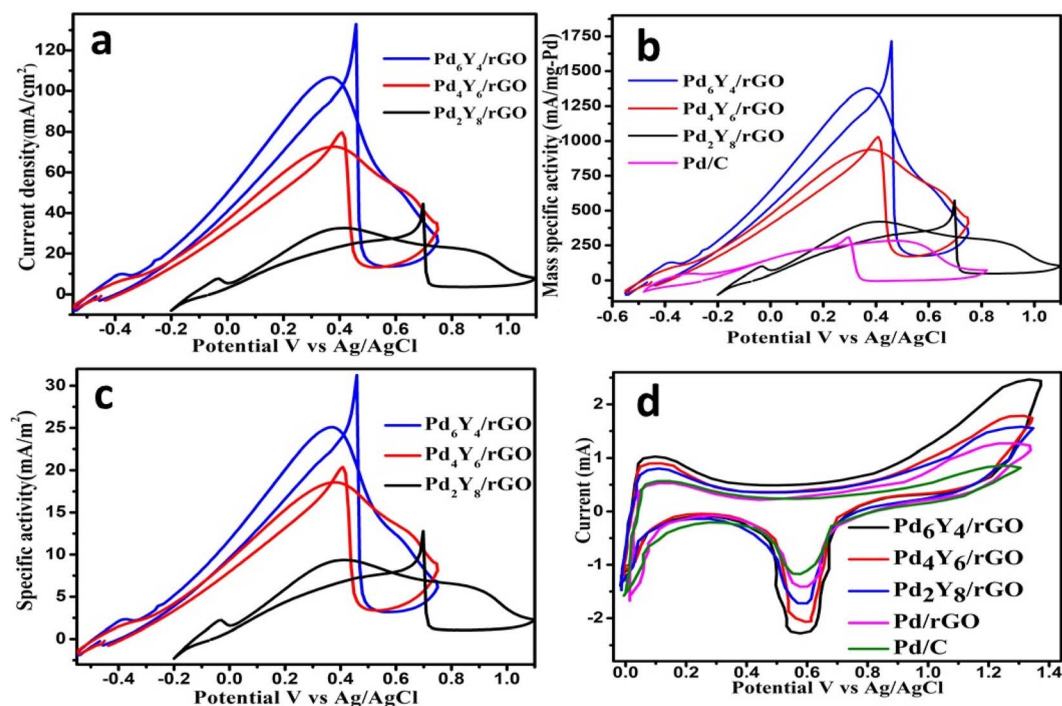 a
Current density(mA/cm²)
120
100
80
60
40
20
0
Pd₆Y₄/rGO
Pd₄Y₆/rGO
Pd₂Y₈/rGO
-0.4 -0.2 0.0 0.2 0.4 0.6 0.8 1.0
Potential V vs Ag/AgCl
b
Mass specific activity (mA/mg-Pd)
1750
1500
1250
1000
750
500
250
0
Pd₆Y₄/rGO
Pd₄Y₆/rGO
Pd₂Y₈/rGO
Pd/C
-0.6 -0.4 -0.2 0.0 0.2 0.4 0.6 0.8 1.0
Potential V vs Ag/AgCl
c
Specific activity(mA/m²)
30
25
20
15
10
5
0
Pd₆Y₄/rGO
Pd₄Y₆/rGO
Pd₂Y₈/rGO
-0.4 -0.2 0.0 0.2 0.4 0.6 0.8 1.0
Potential V vs Ag/AgCl
d
Current (mA)
2
1
0
-1
-2
Pd₆Y₄/rGO
Pd₄Y₆/rGO
Pd₂Y₈/rGO
Pd/rGO
Pd/C
0.0 0.2 0.4 0.6 0.8 1.0 1.2 1.4
Potential V vs Ag/AgCl